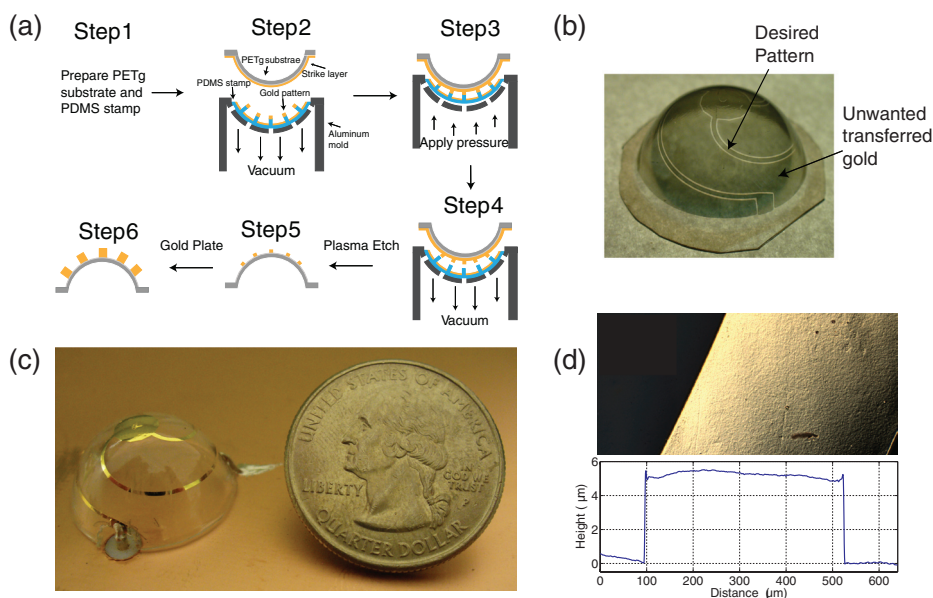 (a)
Step1
Prepare PETg
substrate and
PDMS stamp
Step2
PETg substrae
Strike layer
PDMS stamp
Gold pattern
Aluminum
mold
Vacuum
Step3
Apply pressure
Step4
Vacuum
Plasma Etch
Step5
Gold Plate
Step6
(b)
Desired
Pattern
Unwanted
transferred
gold
(c)
UNITED STATES OF AMERICA
LIBERTY
IN
GOD WE
TRUST
P
QUARTER DOLLAR
(d)
Height ( μm)
6
4
2
0
0
100
200
300
400
500
600
Distance (μm)